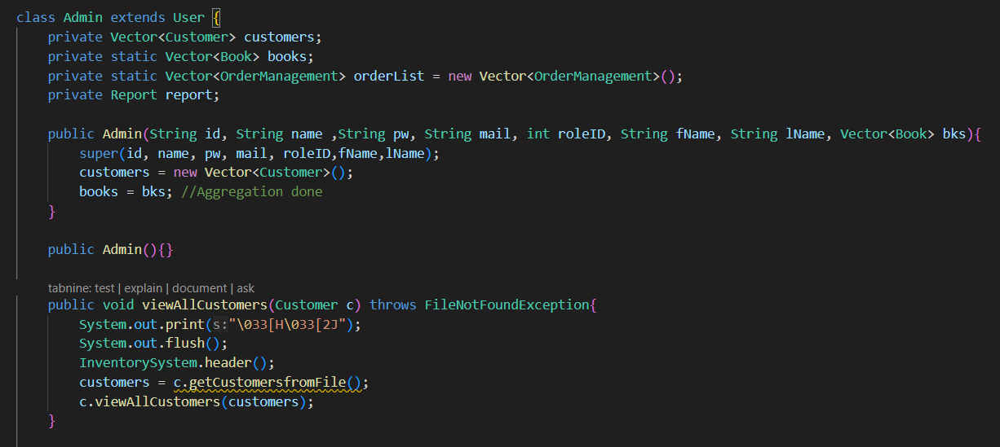 class Admin extends User {
    private Vector<Customer> customers;
    private static Vector<Book> books;
    private static Vector<OrderManagement> orderList = new Vector<OrderManagement>();
    private Report report;

    public Admin(String id, String name ,String pw, String mail, int roleID, String fName, String lName, Vector<Book> bks){
        super(id, name, pw, mail, roleID,fName,lName);
        customers = new Vector<Customer>();
        books = bks; //Aggregation done
    }

    public Admin(){}

    tabnine: test | explain | document | ask
    public void viewAllCustomers(Customer c) throws FileNotFoundException{
        System.out.print(s:"\033[H\033[2J");
        System.out.flush();
        InventorySystem.header();
        customers = c.getCustomersfromFile();
        c.viewAllCustomers(customers);
    }